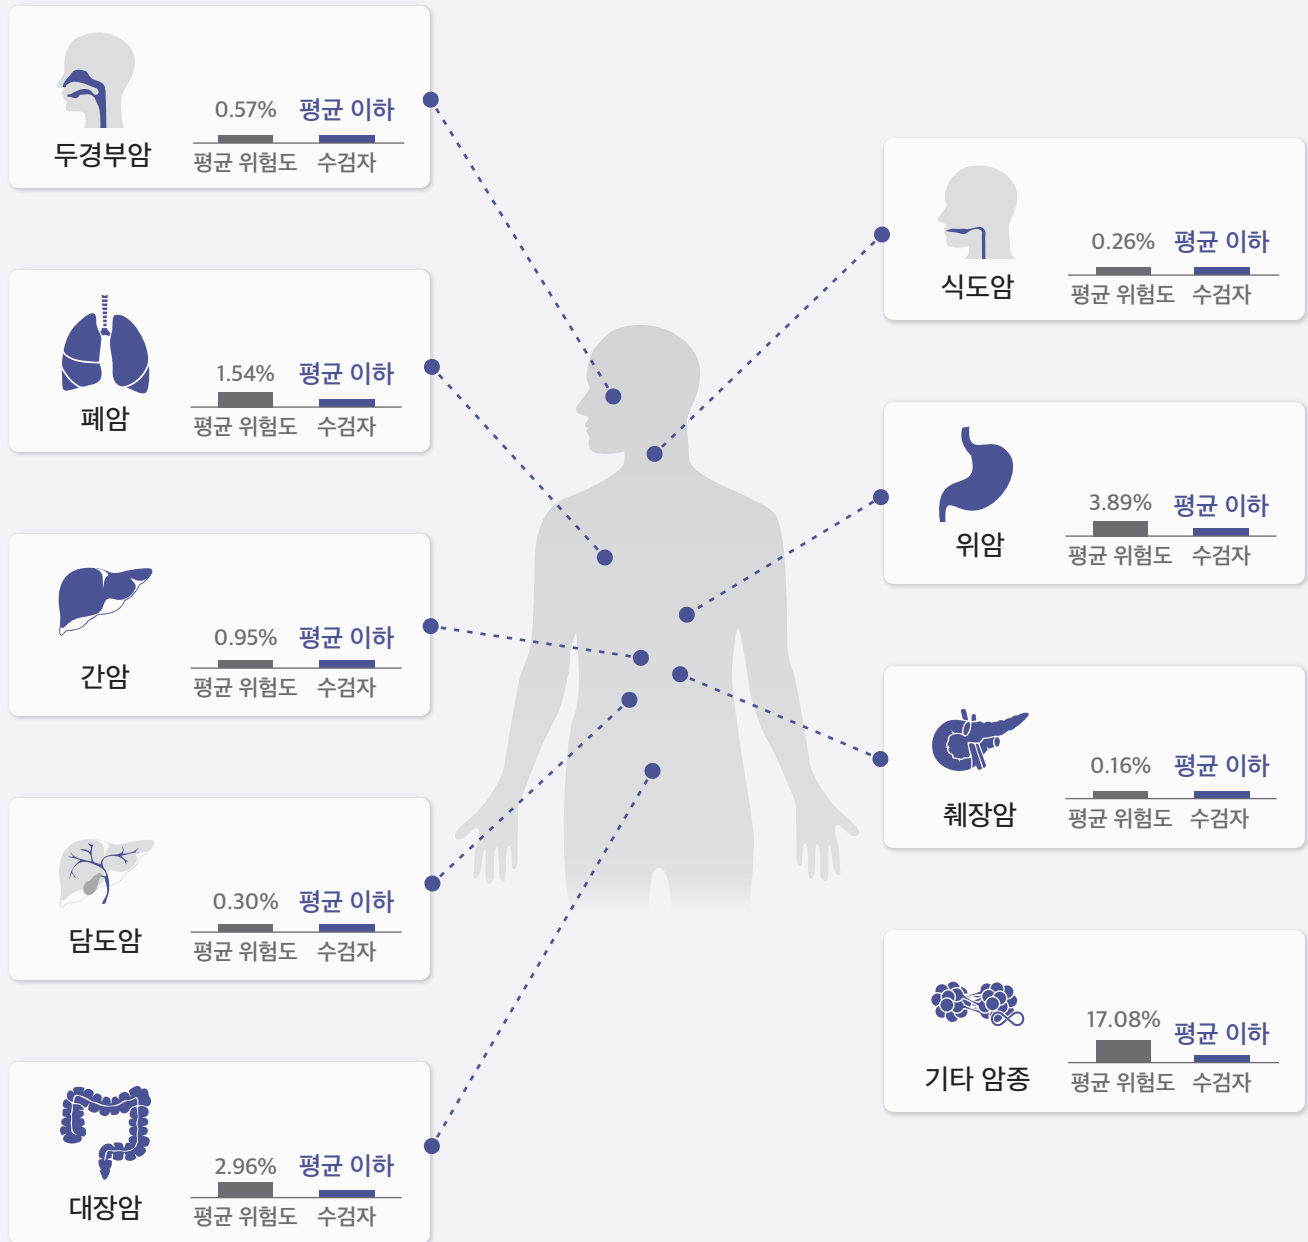 0.57% 평균 이하
두경부암
평균 위험도 수검자
1.54% 평균 이하
폐암
평균 위험도 수검자
0.95% 평균 이하
간암
평균 위험도 수검자
0.30% 평균 이하
담도암
평균 위험도 수검자
2.96% 평균 이하
대장암
평균 위험도 수검자
0.26% 평균 이하
식도암
평균 위험도 수검자
3.89% 평균 이하
위암
평균 위험도 수검자
0.16% 평균 이하
췌장암
평균 위험도 수검자
17.08% 평균 이하
기타 암종
평균 위험도 수검자